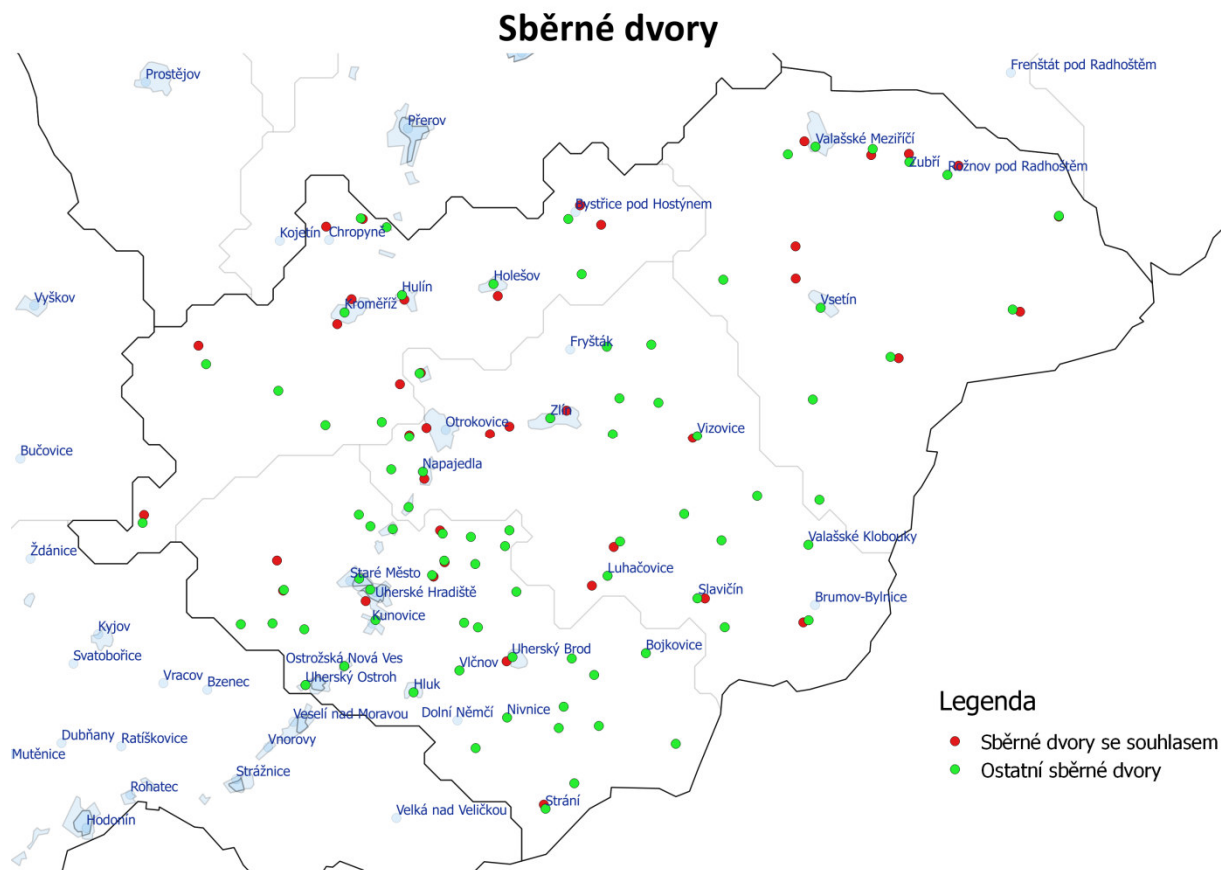 Sběrné dvory
Frenštát pod Radhoštěm
Prostějov
Přerov
Valašské Meziříčí
Zubří
Rožnov pod Radhoštěm
Bystřice pod Hostýnem
Kojetín
Chropyně
Holešov
Hulín
Vyškov
Kroměříž
Vsetín
Fryšták
Zlín
Otrokovice
Vizovice
Bučovice
Napajedla
Valašské Klobouky
Ždánice
Luhačovice
Staré Město
Uherské Hradiště
Slavičín
Brumov-Bylnice
Kunovice
Kyjov
Bojkovice
Uherský Brod
Svatobořice
Ostrožská Nová Ves
Vlčnov
Uherský Ostroh
Vracov
Bzenec
Hluk
Legenda
Veselí nad Moravou
Dolní Němčí
Nivnice
Dubňany
Ratíškovice
Vnorovy
Sběrné dvory se souhlasem
Mutěnice
Strážnice
Ostatní sběrné dvory
Rohatec
Strání
Velká nad Veličkou
Hodonín